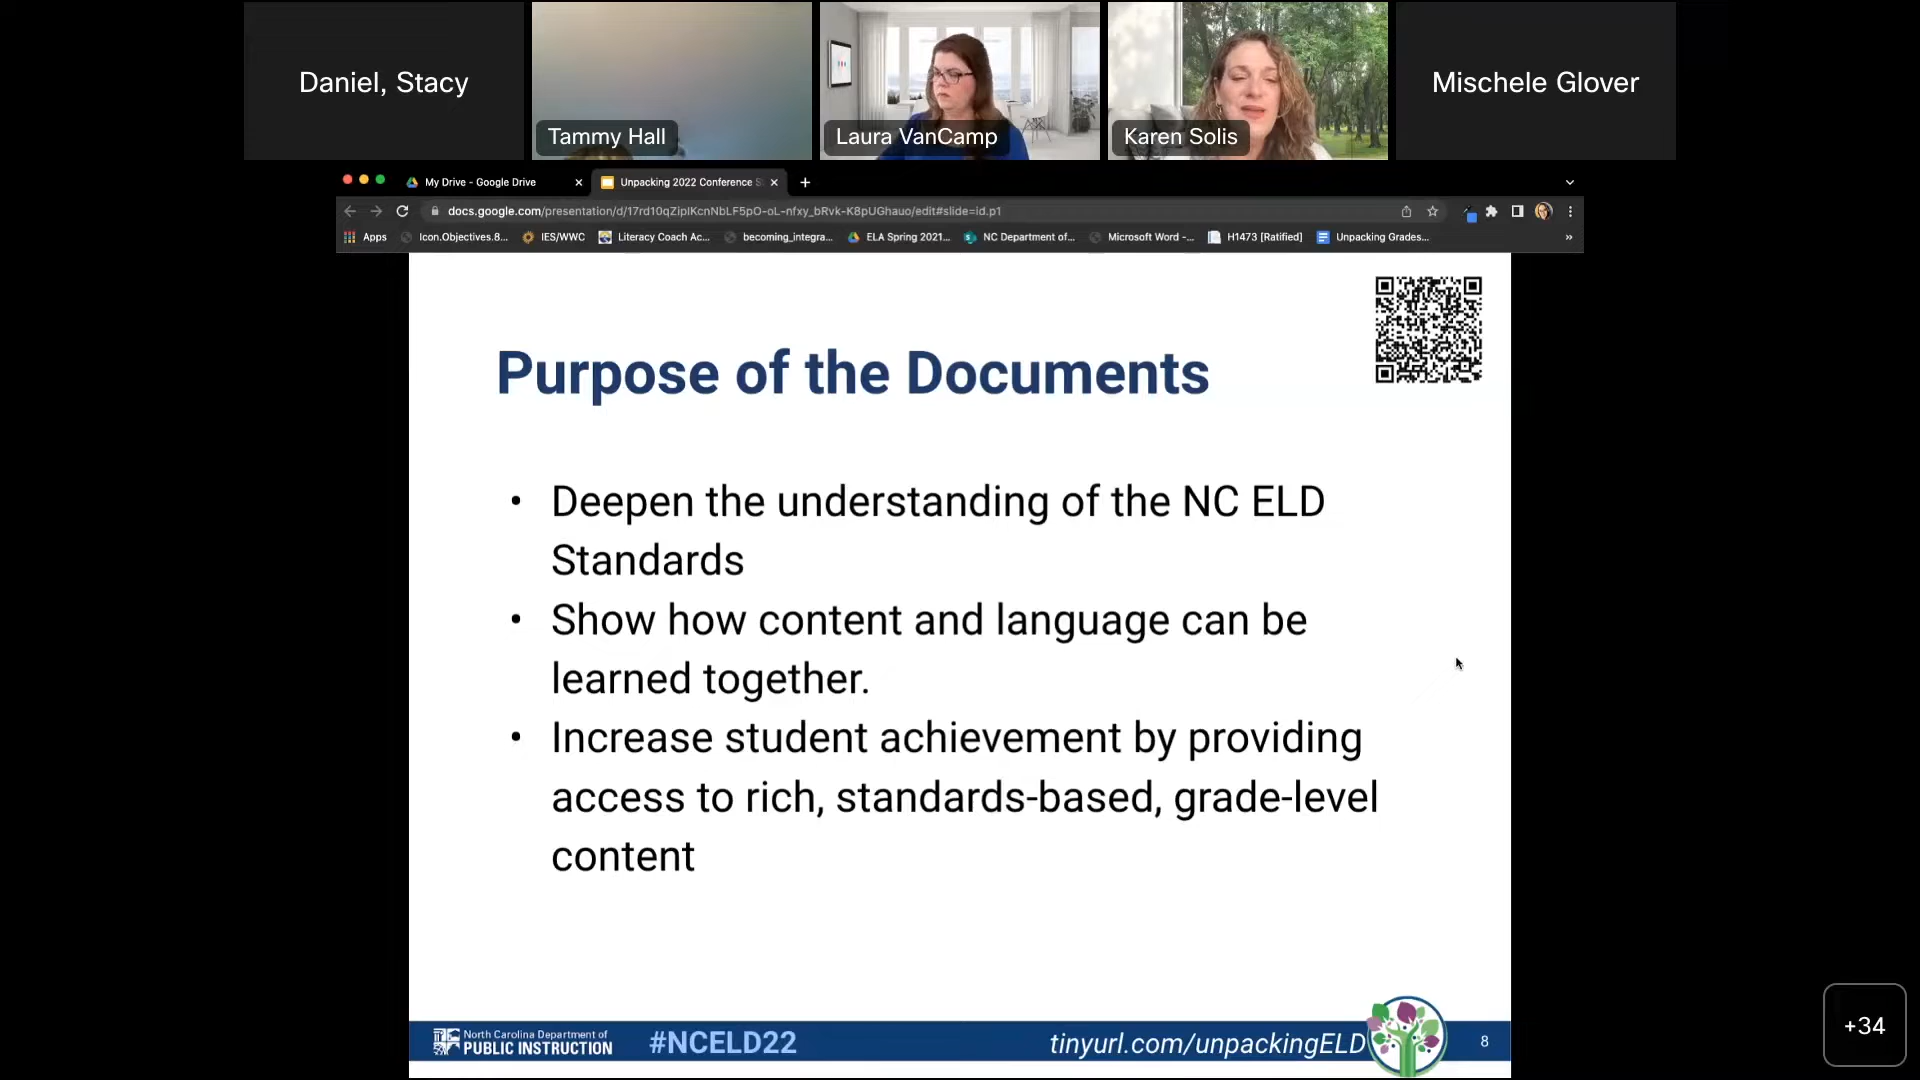 Daniel, Stacy
Tammy Hall
Laura VanCamp
Karen Solis
Mischele Glover
My Drive - Google Drive
Unpacking 2022 Conference S
docs.google.com/presentation/d/17rd10qZipIKcnNbLF5pO-oL-nfxy_bRvk-K8pUGhauo/edit#slide=id.p1
Apps
Icon.Objectives.8...
IES/WWC
Literacy Coach Ac...
becoming_integra...
ELA Spring 2021...
NC Department of...
Microsoft Word -...
H1473 [Ratified]
Unpacking Grades...
»
Purpose of the Documents
• Deepen the understanding of the NC ELD
Standards
• Show how content and language can be
learned together.
• Increase student achievement by providing
access to rich, standards-based, grade-level
content
North Carolina Department of
PUBLIC INSTRUCTION
#NCELD22
tinyurl.com/unpackingELD
8
+34